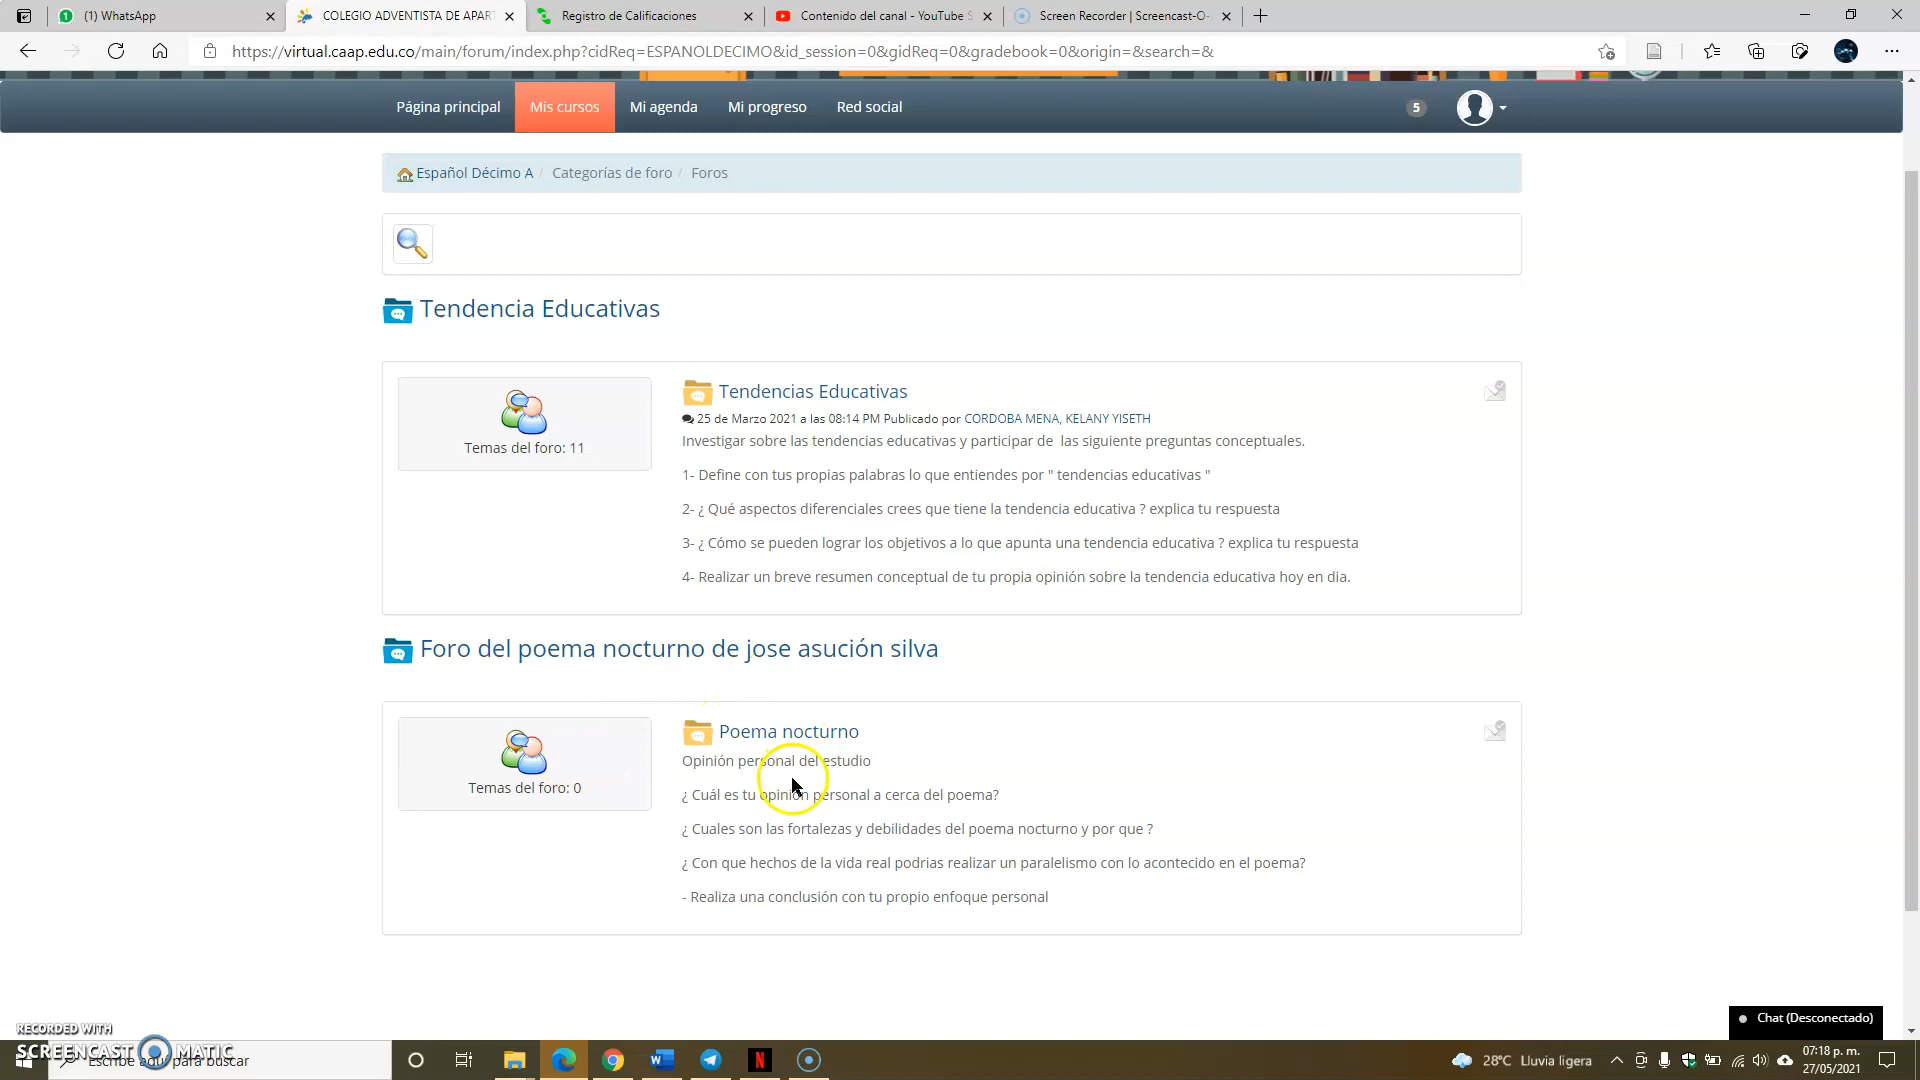 (1) WhatsApp
COLEGIO ADVENTISTA DE APART
Registro de Calificaciones
Contenido del canal - YouTube S
Screen Recorder | Screencast-O-
https://virtual.caap.edu.co/main/forum/index.php?cidReq=ESPANOLDECIMO&id_session=0&gidReq=0&gradebook=0&origin=&search=&
Página principal
Mis cursos
Mi agenda
Mi progreso
Red social
5
Español Décimo A / Categorías de foro / Foros
Tendencia Educativas
Temas del foro: 11
Tendencias Educativas
25 de Marzo 2021 a las 08:14 PM Publicado por CORDOBA MENA, KELANY YISETH
Investigar sobre las tendencias educativas y participar de las siguiente preguntas conceptuales.
1- Define con tus propias palabras lo que entiendes por " tendencias educativas "
2- ¿ Qué aspectos diferenciales crees que tiene la tendencia educativa ? explica tu respuesta
3- ¿ Cómo se pueden lograr los objetivos a lo que apunta una tendencia educativa ? explica tu respuesta
4- Realizar un breve resumen conceptual de tu propia opinión sobre la tendencia educativa hoy en dia.
Foro del poema nocturno de jose asución silva
Temas del foro: 0
Poema nocturno
Opinión personal del estudio
¿ Cuál es tu opinión personal a cerca del poema?
¿ Cuales son las fortalezas y debilidades del poema nocturno y por que ?
¿ Con que hechos de la vida real podrias realizar un paralelismo con lo acontecido en el poema?
- Realiza una conclusión con tu propio enfoque personal
Chat (Desconectado)
RECORDED WITH
SCREENCAST MATIC
Escribe aquí para buscar
28°C Lluvia ligera
07:18 p. m.
27/05/2021